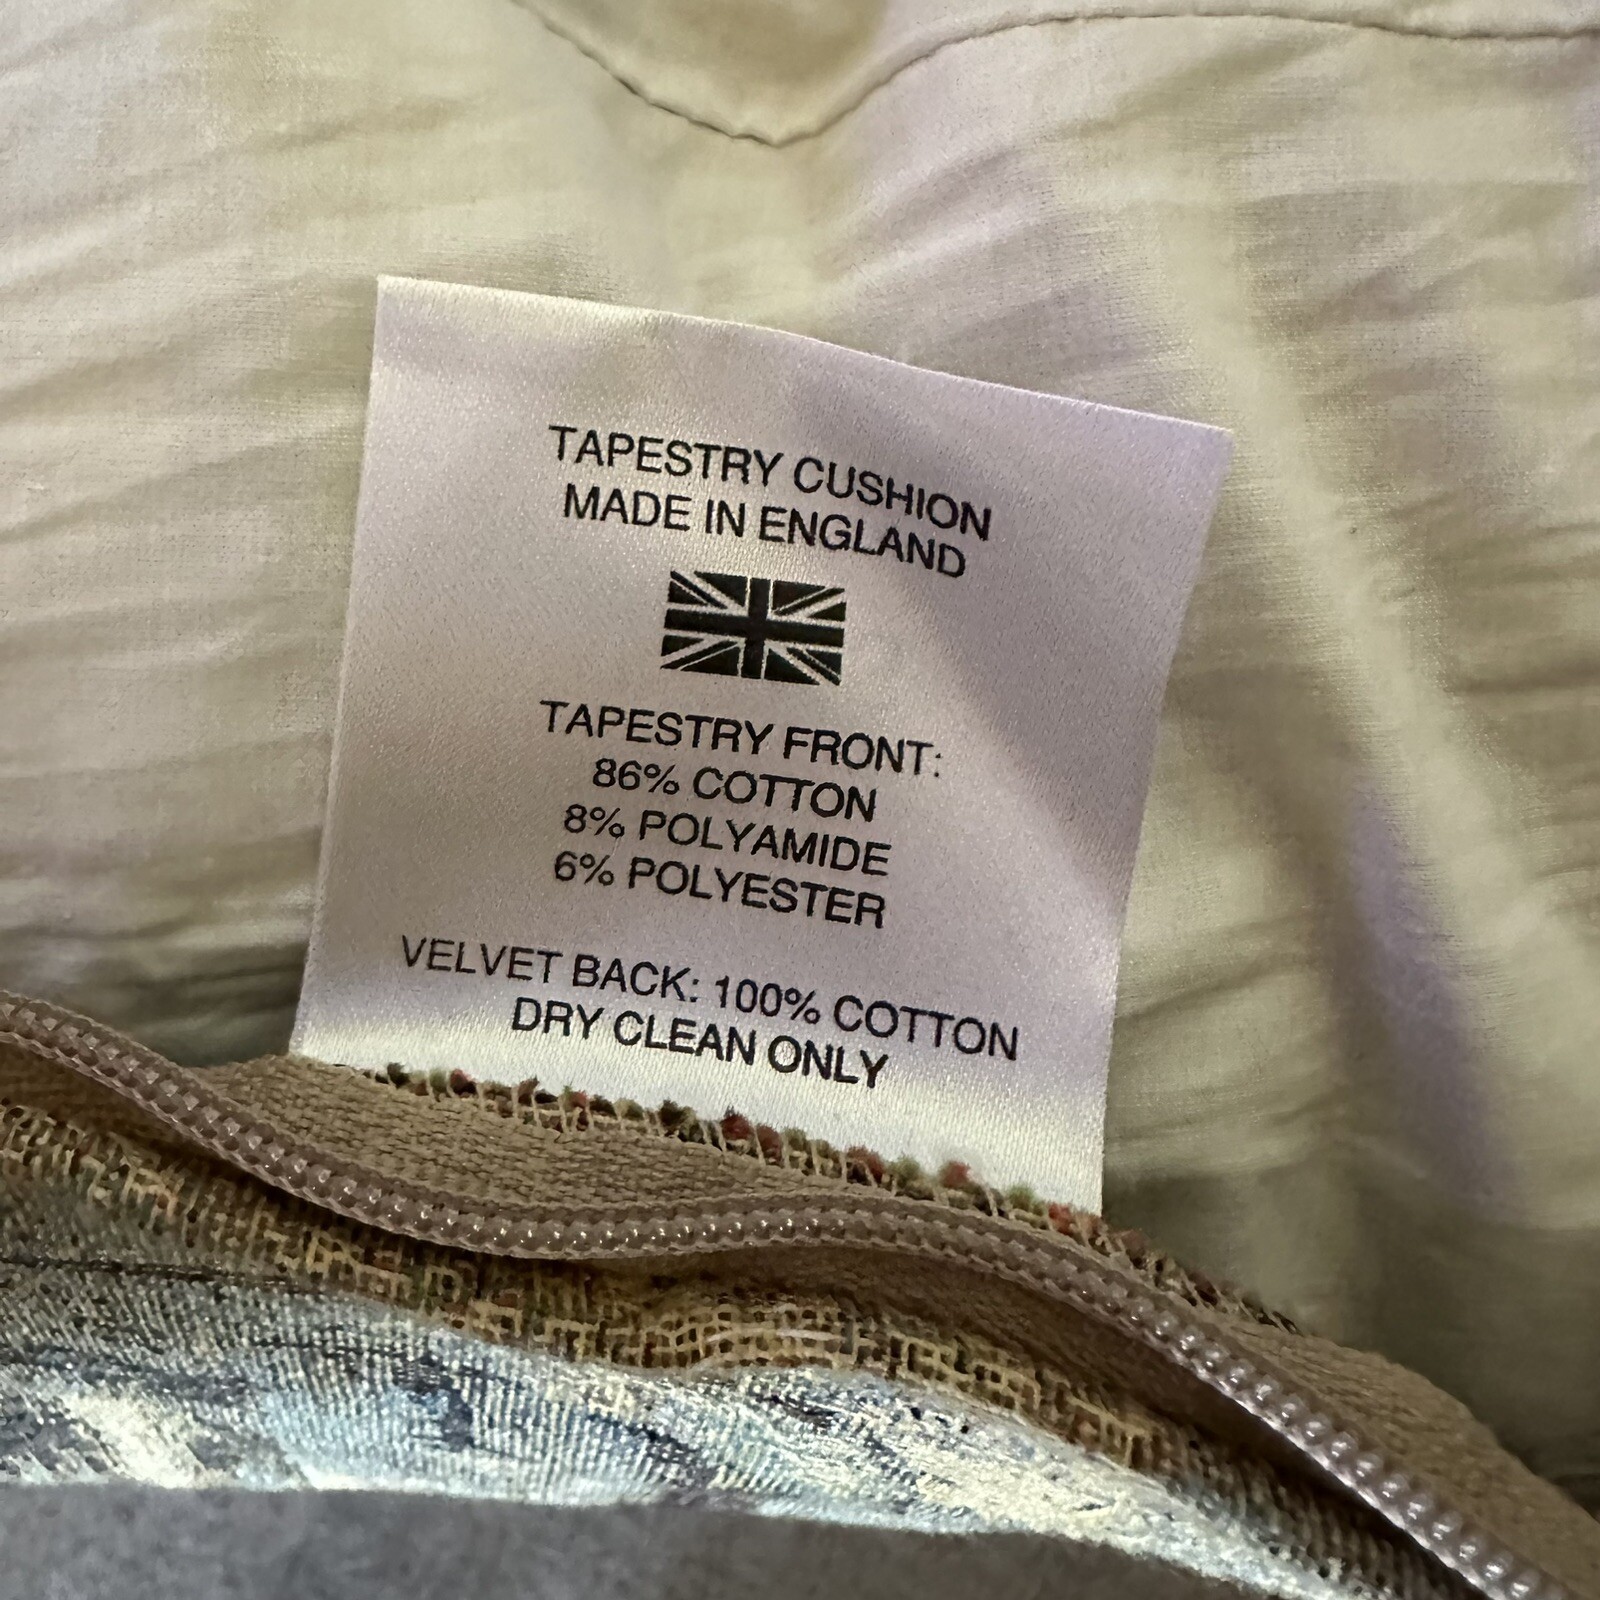 TAPESTRY CUSHION
MADE IN ENGLAND
TAPESTRY FRONT:
86% COTTON
8% POLYAMIDE
6% POLYESTER
VELVET BACK: 100% COTTON
DRY CLEAN ONLY